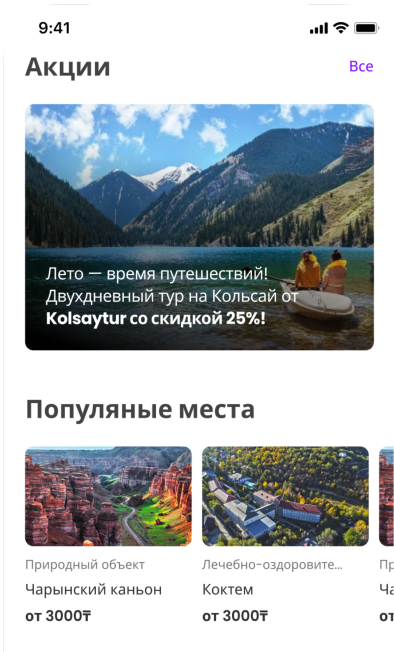 9:41
Акции
Все
Лето — время путешествий!
Двухдневный тур на Кольсай от
Kolsaytur со скидкой 25%!
Популяные места
Природный объект
Лечебно-оздоровите...
Пр
Чарынский каньон
Коктем
Ча
от 3000₸
от 3000₸
от